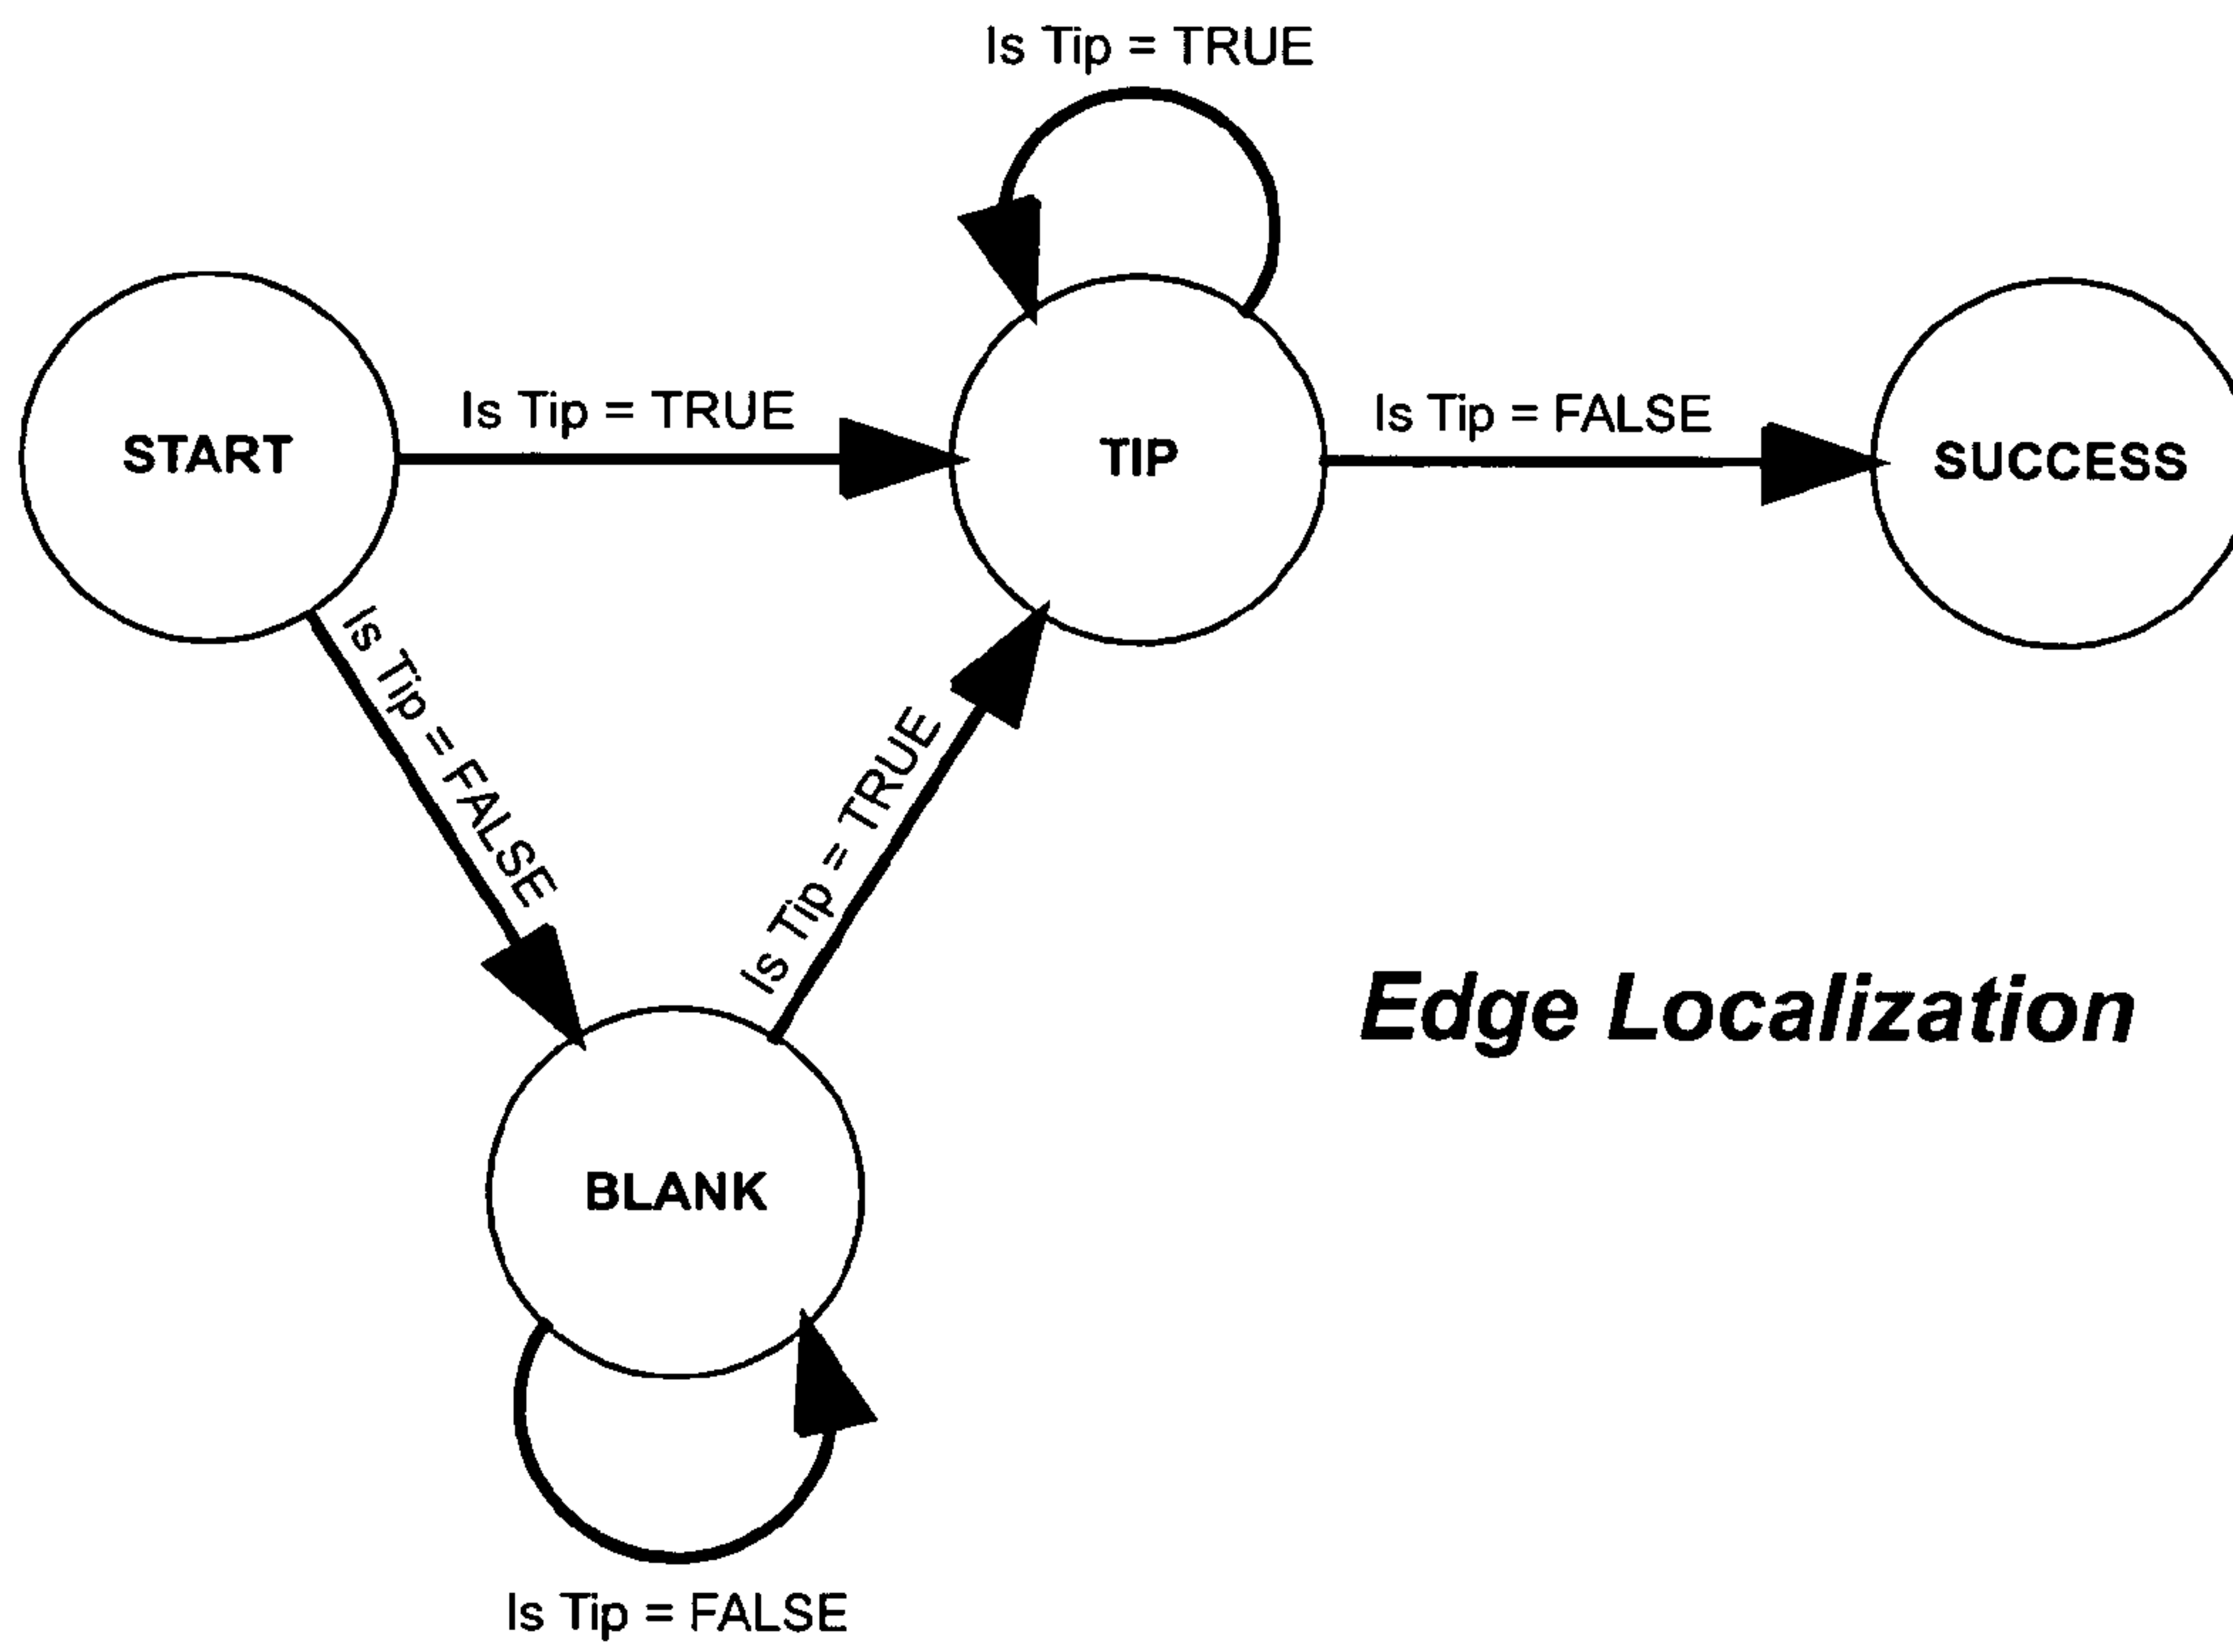 Is Tip = TRUE
Is Tip = TRUE
Is Tip = FALSE
START
TIP
SUCCESS
Is Tip = FALSE
Is Tip = TRUE
Edge Localization
BLANK
Is Tip = FALSE